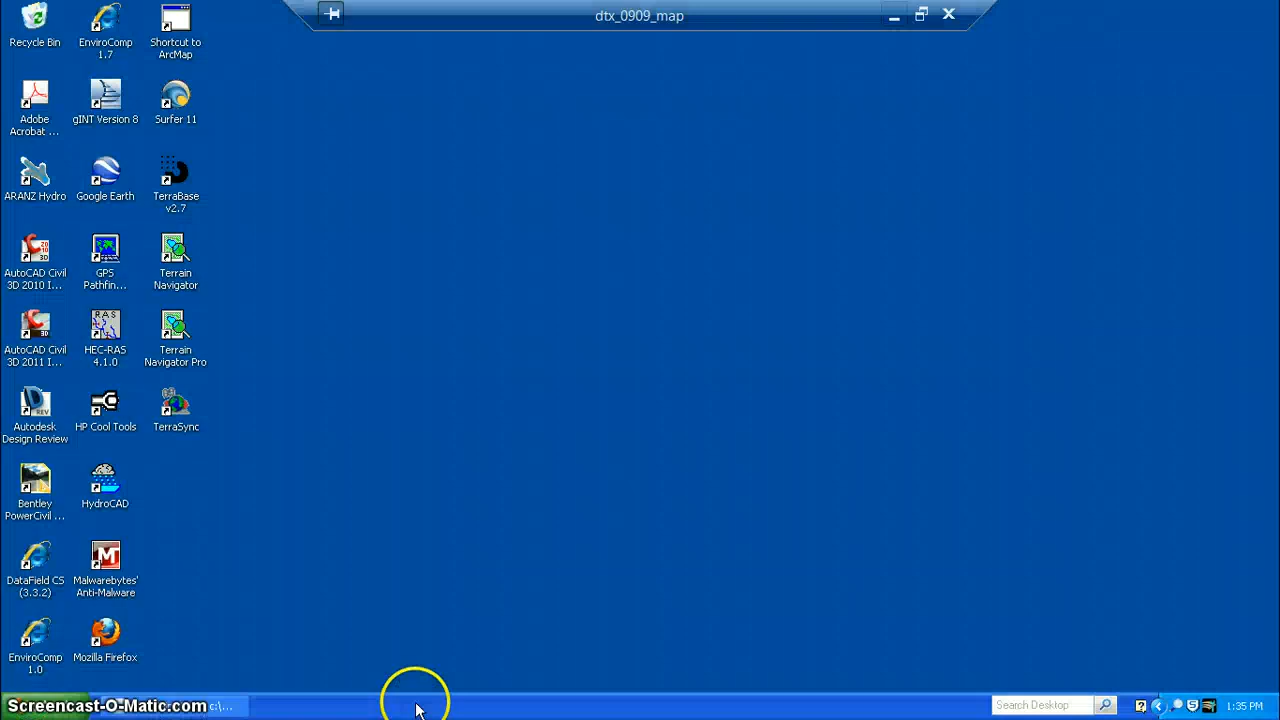 dtx_0909_map
Recycle Bin
EnviroComp
1.7
Shortcut to
ArcMap
Adobe
Acrobat ...
gINT Version 8
Surfer 11
ARANZ Hydro
Google Earth
TerraBase
v2.7
AutoCAD Civil
3D 2010 I...
GPS
Pathfin...
Terrain
Navigator
AutoCAD Civil
3D 2011 I...
HEC-RAS
4.1.0
Terrain
Navigator Pro
Autodesk
Design Review
HP Cool Tools
TerraSync
Bentley
PowerCivil ...
HydroCAD
DataField CS
(3.3.2)
Malwarebytes'
Anti-Malware
EnviroComp
1.0
Mozilla Firefox
Screencast-O-Matic.com
c:\...
Search Desktop
1:35 PM